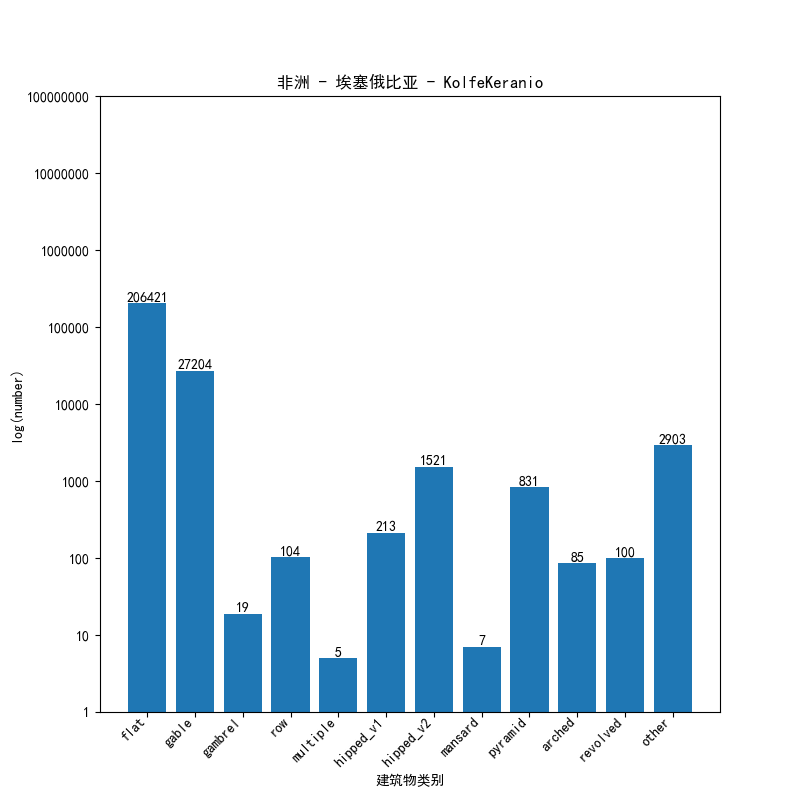 非洲 - 埃塞俄比亚 - KolfeKeranio
100000000
10000000
1000000
100000
10000
1000
100
10
1
log(number)
206421
27204
19
104
5
213
1521
7
831
85
100
2903
flat
gable
gambrel
row
multiple
hipped_v1
hipped_v2
mansard
pyramid
arched
revolved
other
建筑物类别